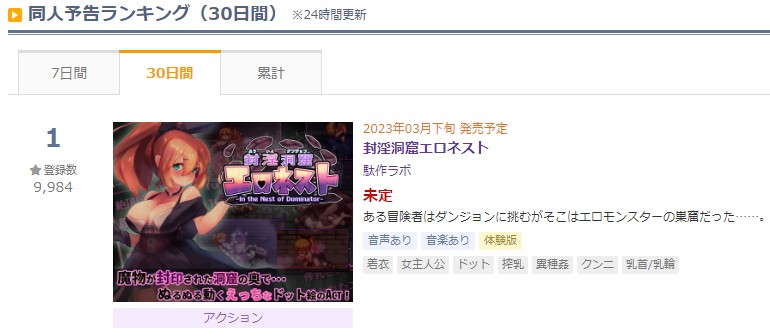 同人予告ランキング（30日間） ※24時間更新
7日間 30日間 累計
1
★登録数
9,984
2023年03月下旬 発売予定
封淫洞窟エロネスト
駄作ラボ
未定
ある冒険者はダンジョンに挑むがそこはエロモンスターの巣窟だった……。
音声あり 音楽あり 体験版
着衣 女主人公 ドット 搾乳 異種姦 クンニ 乳首/乳輪
封淫洞窟
エロネスト
-In the Nest of Dominator-
魔物が封印された洞窟の奥で…
ぬるぬる動くえっちなドット絵のACT！
アクション